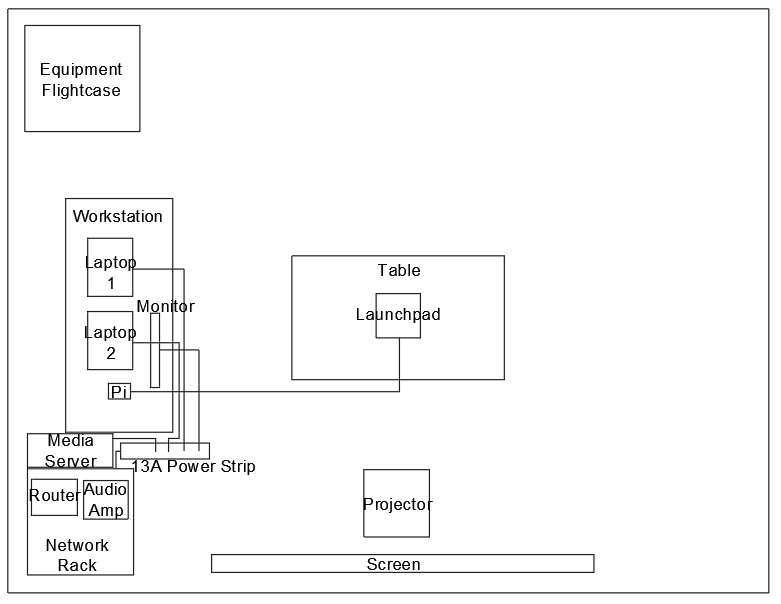 Equipment
Flightcase
Workstation
Laptop
1
Monitor
Laptop
2
Pi
Table
Launchpad
Media
Server
13A Power Strip
Router
Audio
Amp
Network
Rack
Projector
Screen